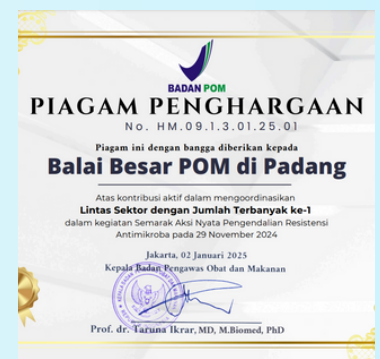 BADAN POM
PIAGAM PENGHARGAAN
No. HM.09.1.3.01.25.01
Piagam ini dengan bangga diberikan kepada
Balai Besar POM di Padang
Atas kontribusi aktif dalam mengoordinasikan
Lintas Sektor dengan Jumlah Terbanyak ke-1
dalam kegiatan Semarak Aksi Nyata Pengendalian Resistensi
Antimikroba pada 29 November 2024
Jakarta, 02 Januari 2025
Kepala Badan Pengawas Obat dan Makanan
Prof. dr. Taruna Ikrar, MD, M.Biomed, PhD